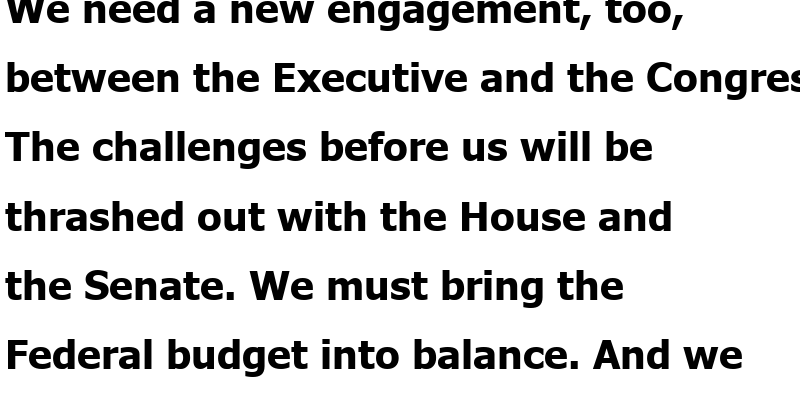 We need a new engagement, too,
between the Executive and the Congres
The challenges before us will be
thrashed out with the House and
the Senate. We must bring the
Federal budget into balance. And we